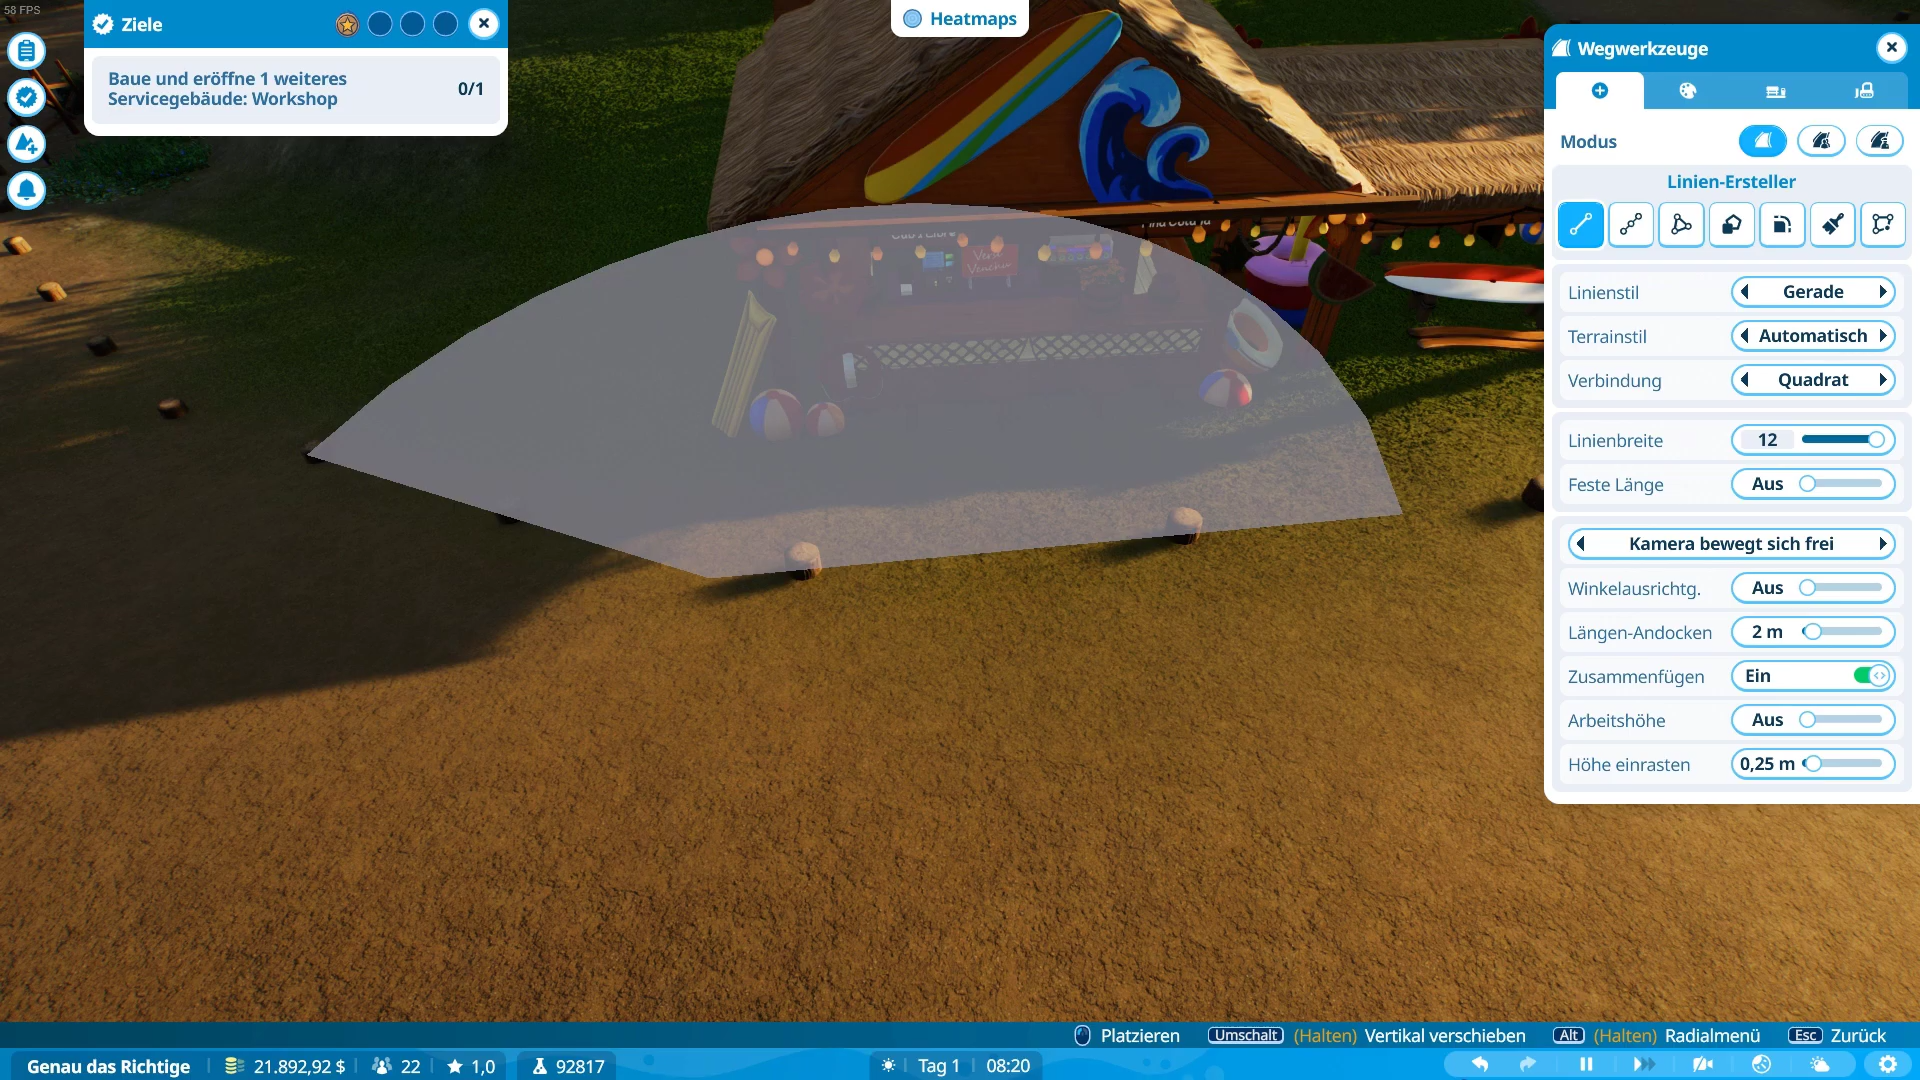 58 FPS
Ziele
Baue und eröffne 1 weiteres
Servicegebäude: Workshop
0/1
Heatmaps
Wegwerkzeuge
Modus
Linien-Ersteller
Linienstil
Gerade
Terrainstil
Automatisch
Verbindung
Quadrat
Linienbreite
12
Feste Länge
Aus
Kamera bewegt sich frei
Winkelausrichtg.
Aus
Längen-Andocken
2 m
Zusammenfügen
Ein
Arbeitshöhe
Aus
Höhe einrasten
0,25 m
Platzieren
Umschalt (Halten) Vertikal verschieben
Alt (Halten) Radialmenü
Esc Zurück
Genau das Richtige
21.892,92 $
22
1,0
92817
Tag 1
08:20